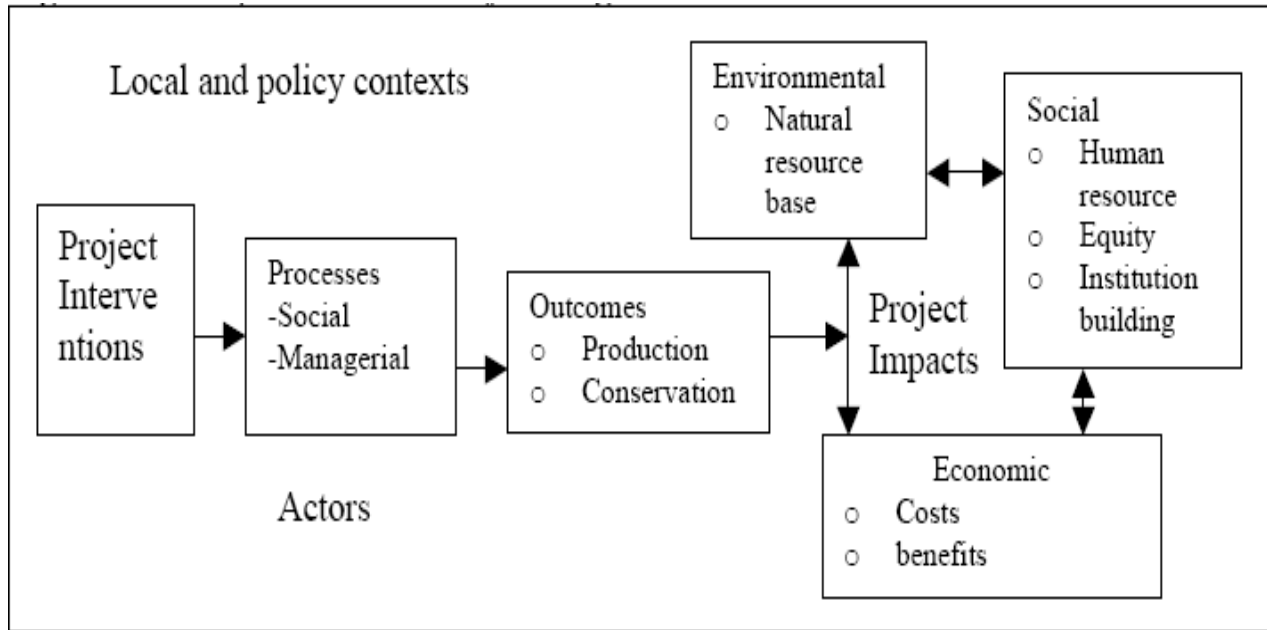 Local and policy contexts
Project
Interve
ntions
Processes
-Social
-Managerial
Outcomes
o Production
o Conservation
Environmental
o Natural
resource
base
Social
o Human
resource
o Equity
o Institution
building
Project
Impacts
Economic
o Costs
o benefits
Actors